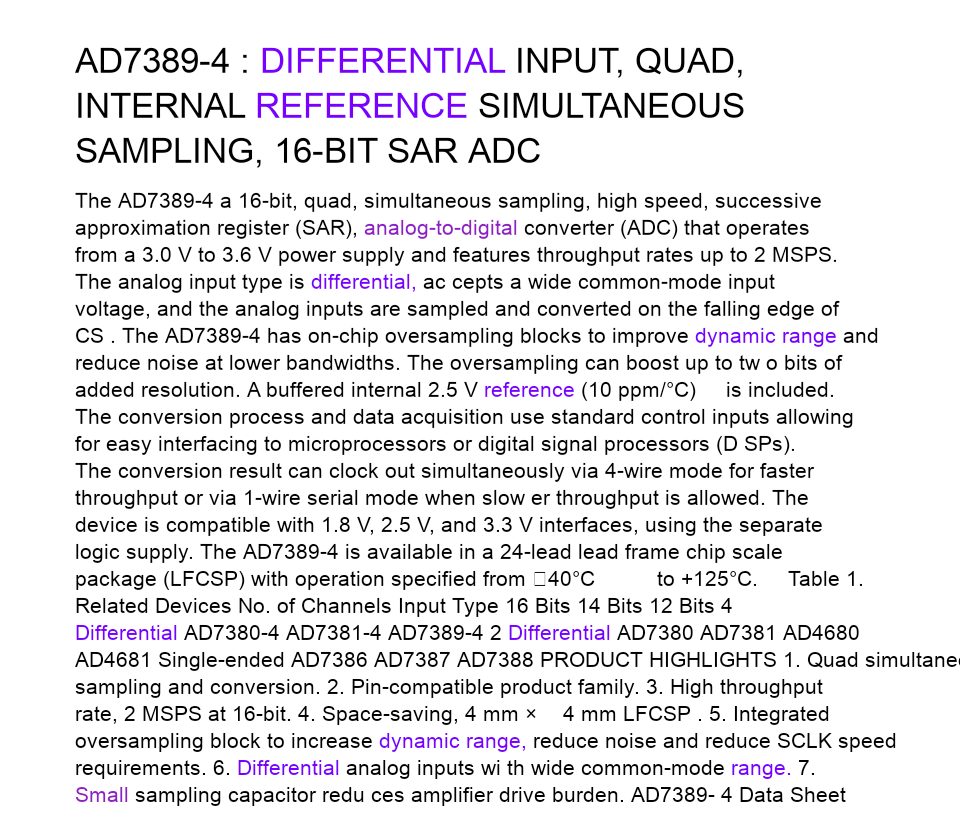 AD7389-4 : DIFFERENTIAL INPUT, QUAD,
INTERNAL REFERENCE SIMULTANEOUS
SAMPLING, 16-BIT SAR ADC
The AD7389-4 a 16-bit, quad, simultaneous sampling, high speed, successive
approximation register (SAR), analog-to-digital converter (ADC) that operates
from a 3.0 V to 3.6 V power supply and features throughput rates up to 2 MSPS.
The analog input type is differential, ac cepts a wide common-mode input
voltage, and the analog inputs are sampled and converted on the falling edge of
CS . The AD7389-4 has on-chip oversampling blocks to improve dynamic range and
reduce noise at lower bandwidths. The oversampling can boost up to tw o bits of
added resolution. A buffered internal 2.5 V reference (10 ppm/°C) is included.
The conversion process and data acquisition use standard control inputs allowing
for easy interfacing to microprocessors or digital signal processors (D SPs).
The conversion result can clock out simultaneously via 4-wire mode for faster
throughput or via 1-wire serial mode when slow er throughput is allowed. The
device is compatible with 1.8 V, 2.5 V, and 3.3 V interfaces, using the separate
logic supply. The AD7389-4 is available in a 24-lead lead frame chip scale
package (LFCSP) with operation specified from □40°C to +125°C. Table 1.
Related Devices No. of Channels Input Type 16 Bits 14 Bits 12 Bits 4
Differential AD7380-4 AD7381-4 AD7389-4 2 Differential AD7380 AD7381 AD4680
AD4681 Single-ended AD7386 AD7387 AD7388 PRODUCT HIGHLIGHTS 1. Quad simultane
sampling and conversion. 2. Pin-compatible product family. 3. High throughput
rate, 2 MSPS at 16-bit. 4. Space-saving, 4 mm × 4 mm LFCSP . 5. Integrated
oversampling block to increase dynamic range, reduce noise and reduce SCLK speed
requirements. 6. Differential analog inputs wi th wide common-mode range. 7.
Small sampling capacitor redu ces amplifier drive burden. AD7389- 4 Data Sheet